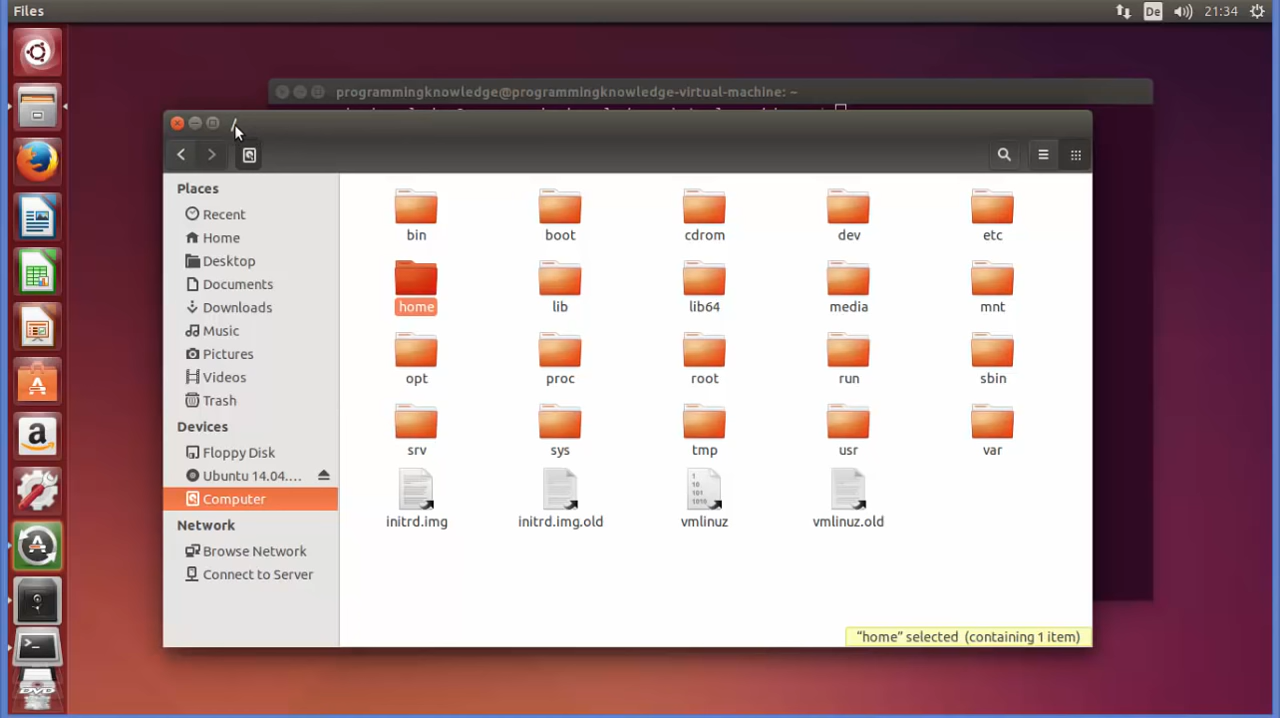 Files
De
21:34
programmingknowledge@programmingknowledge-virtual-machine: ~
/
Places
Recent
Home
Desktop
Documents
Downloads
Music
Pictures
Videos
Trash
Devices
Floppy Disk
Ubuntu 14.04....
Computer
Network
Browse Network
Connect to Server
bin boot cdrom dev etc
home lib lib64 media mnt
opt proc root run sbin
srv sys tmp usr var
initrd.img initrd.img.old vmlinuz vmlinuz.old
“home” selected (containing 1 item)